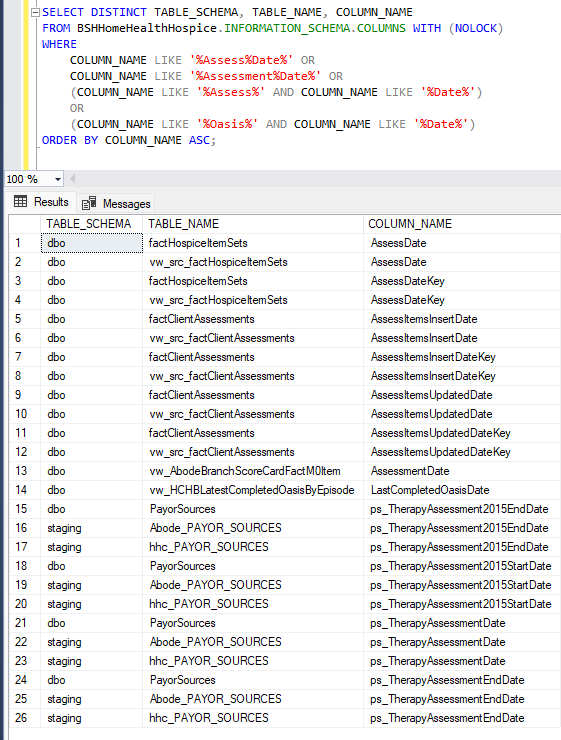 SELECT DISTINCT TABLE_SCHEMA, TABLE_NAME, COLUMN_NAME
FROM BSHHomeHealthHospice.INFORMATION_SCHEMA.COLUMNS WITH (NOLOCK)
WHERE
COLUMN_NAME LIKE '%Assess%Date%' OR
COLUMN_NAME LIKE '%Assessment%Date%' OR
(COLUMN_NAME LIKE '%Assess%' AND COLUMN_NAME LIKE '%Date%')
OR
(COLUMN_NAME LIKE '%Oasis%' AND COLUMN_NAME LIKE '%Date%')
ORDER BY COLUMN_NAME ASC;
100 %
Results Messages
TABLE_SCHEMA TABLE_NAME COLUMN_NAME
1 dbo factHospiceItemSets AssessDate
2 dbo vw_src_factHospiceItemSets AssessDate
3 dbo factHospiceItemSets AssessDateKey
4 dbo vw_src_factHospiceItemSets AssessDateKey
5 dbo factClientAssessments AssessItemsInsertDate
6 dbo vw_src_factClientAssessments AssessItemsInsertDate
7 dbo factClientAssessments AssessItemsInsertDateKey
8 dbo vw_src_factClientAssessments AssessItemsInsertDateKey
9 dbo factClientAssessments AssessItemsUpdatedDate
10 dbo vw_src_factClientAssessments AssessItemsUpdatedDate
11 dbo factClientAssessments AssessItemsUpdatedDateKey
12 dbo vw_src_factClientAssessments AssessItemsUpdatedDateKey
13 dbo vw_AbodeBranchScoreCardFactM0Item AssessmentDate
14 dbo vw_HCHBLatestCompletedOasisByEpisode LastCompletedOasisDate
15 dbo PayorSources ps_TherapyAssessment2015EndDate
16 staging Abode_PAYOR_SOURCES ps_TherapyAssessment2015EndDate
17 staging hhc_PAYOR_SOURCES ps_TherapyAssessment2015EndDate
18 dbo PayorSources ps_TherapyAssessment2015StartDate
19 staging Abode_PAYOR_SOURCES ps_TherapyAssessment2015StartDate
20 staging hhc_PAYOR_SOURCES ps_TherapyAssessment2015StartDate
21 dbo PayorSources ps_TherapyAssessmentDate
22 staging Abode_PAYOR_SOURCES ps_TherapyAssessmentDate
23 staging hhc_PAYOR_SOURCES ps_TherapyAssessmentDate
24 dbo PayorSources ps_TherapyAssessmentEndDate
25 staging Abode_PAYOR_SOURCES ps_TherapyAssessmentEndDate
26 staging hhc_PAYOR_SOURCES ps_TherapyAssessmentEndDate